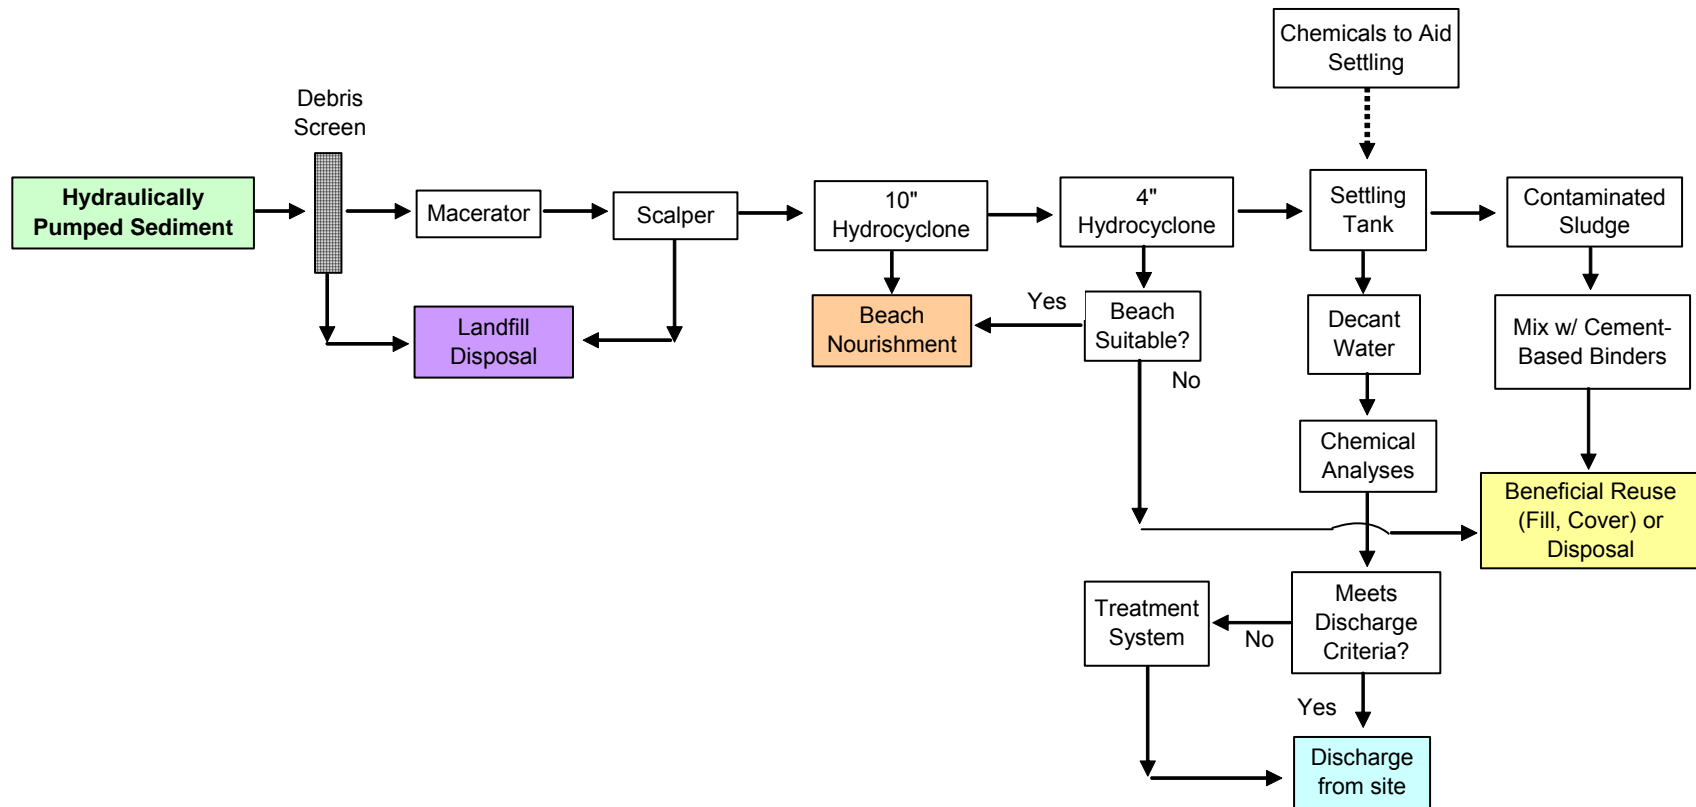 Chemicals to Aid
Settling
Debris
Screen
Hydraulically
Pumped Sediment
Macerator
Scalper
10"
Hydrocyclone
4"
Hydrocyclone
Settling
Tank
Contaminated
Sludge
Landfill
Disposal
Beach
Nourishment
Yes
Beach
Suitable?
No
Decant
Water
Mix w/ Cement-
Based Binders
Chemical
Analyses
Beneficial Reuse
(Fill, Cover) or
Disposal
Treatment
System
No
Meets
Discharge
Criteria?
Yes
Discharge
from site